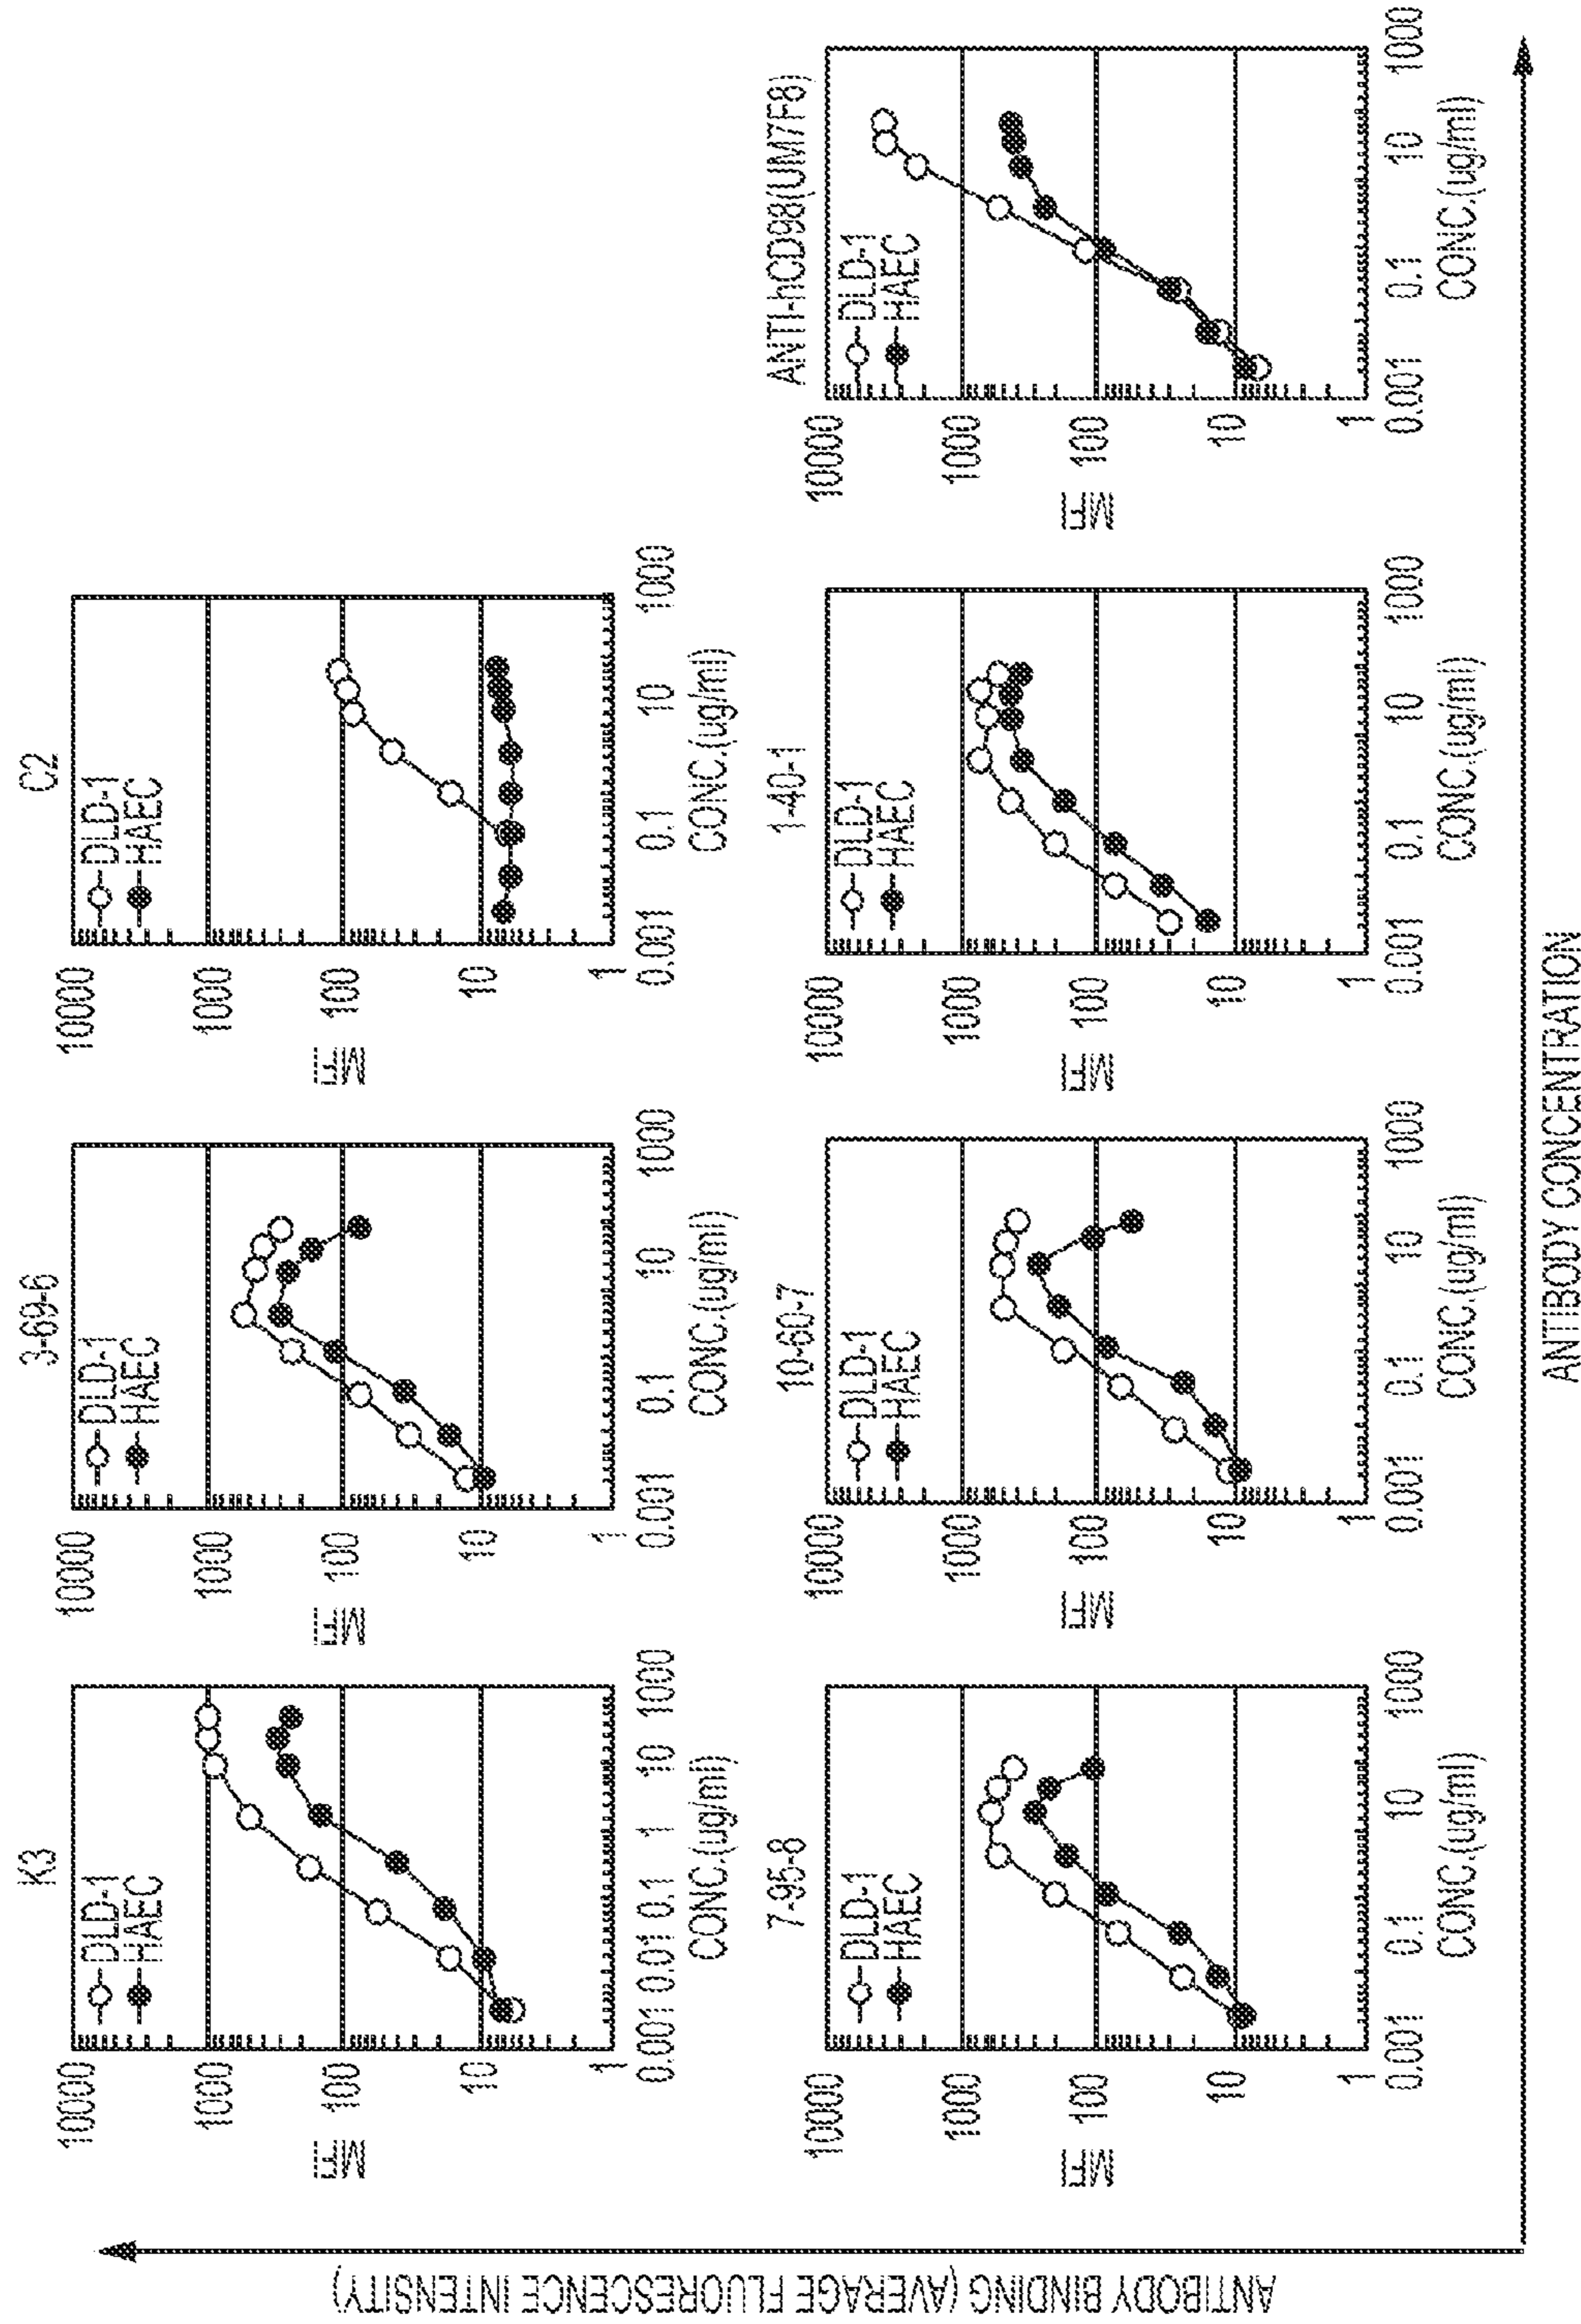 ANTIBODY BINDING (AVERAGE FLUORESCENCE INTENSITY)
K3
DLD-1
HAEC
10000
1000
100
10
1
MFI
0.001 0.01 0.1 1 10 1000
CONC.(ug/ml)
3-69-6
DLD-1
HAEC
10000
1000
100
10
1
MFI
0.001 0.1 10 1000
CONC.(ug/ml)
C2
DLD-1
HAEC
10000
1000
100
10
1
MFI
0.001 0.1 10 1000
CONC.(ug/ml)
7-95-8
DLD-1
HAEC
10000
1000
100
10
1
MFI
0.001 0.1 10 1000
CONC.(ug/ml)
10-60-7
DLD-1
HAEC
10000
1000
100
10
1
MFI
0.001 0.1 10 1000
CONC.(ug/ml)
1-40-1
DLD-1
HAEC
10000
1000
100
10
1
MFI
0.001 0.1 10 1000
CONC.(ug/ml)
ANTI-hCD98(UM7F8)
DLD-1
HAEC
10000
1000
100
10
1
MFI
0.001 0.1 10 1000
CONC.(ug/ml)
ANTIBODY CONCENTRATION